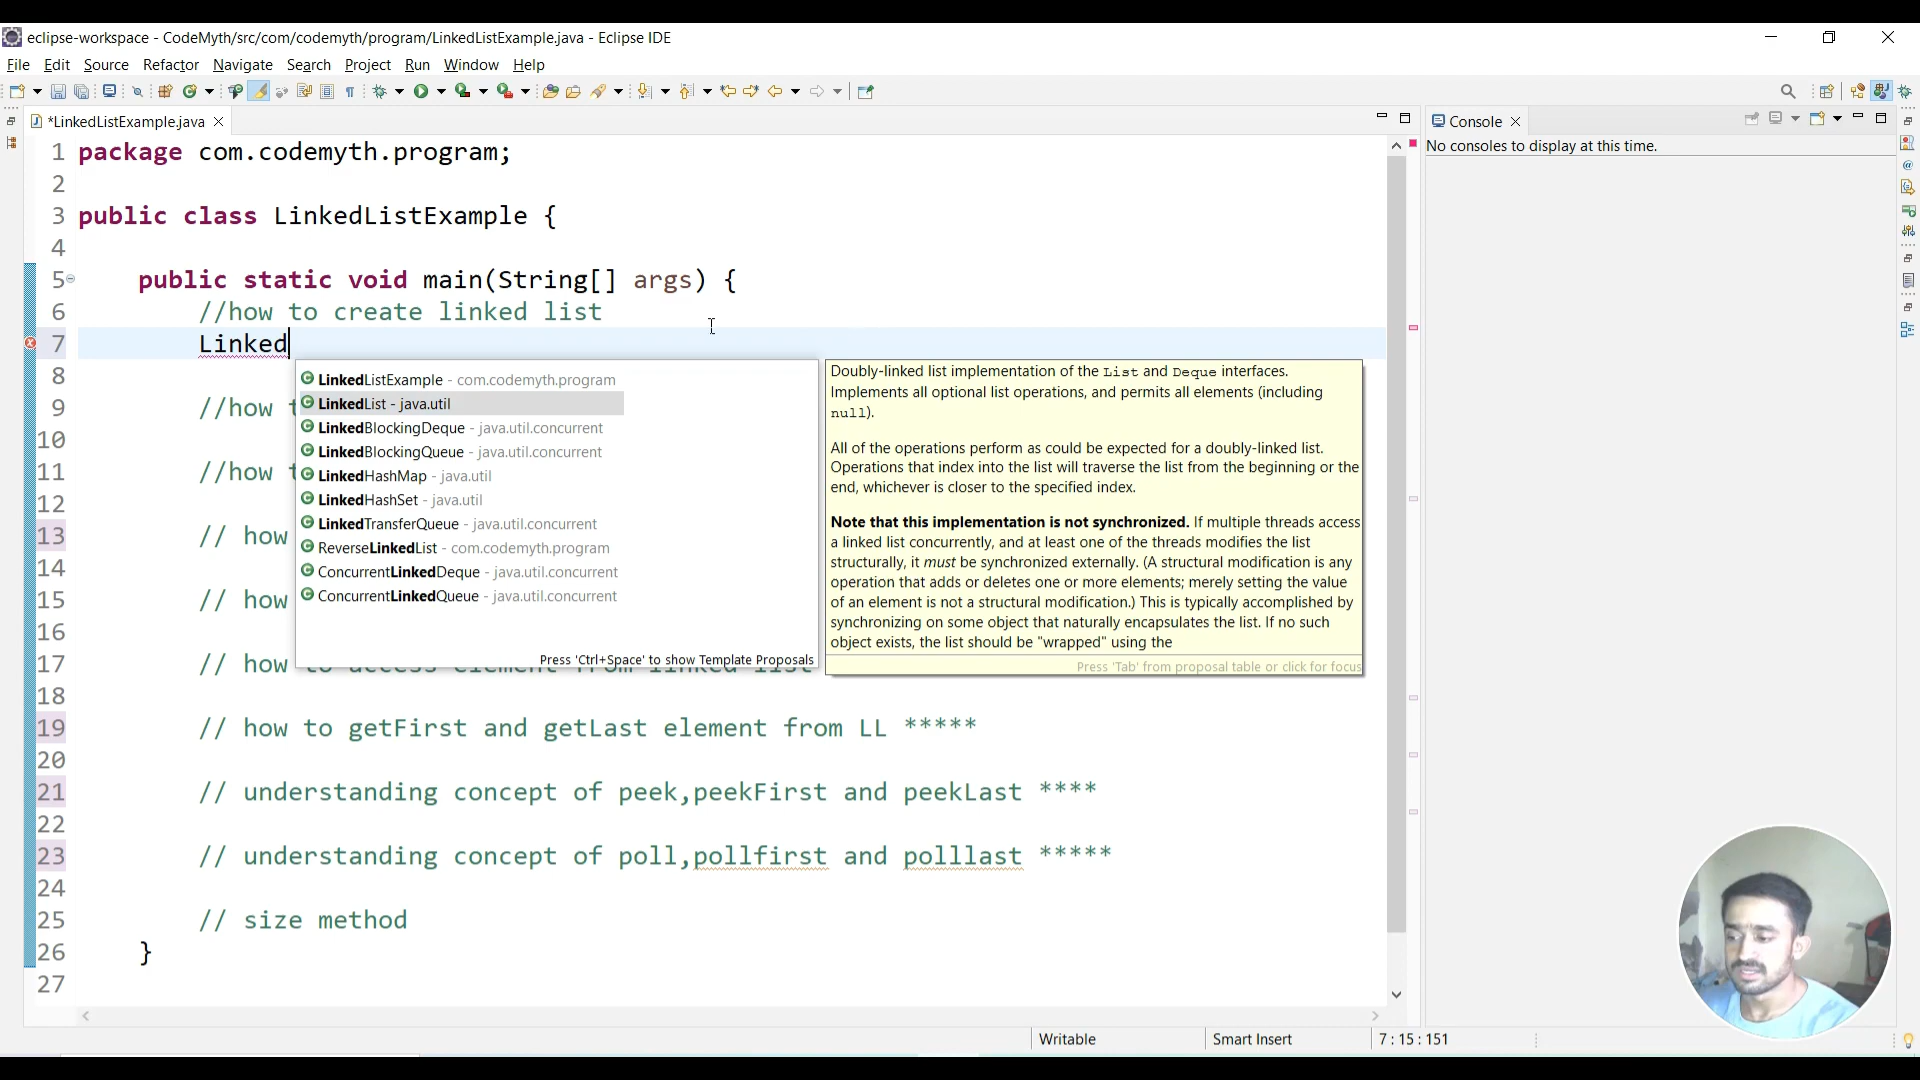 eclipse-workspace - CodeMyth/src/com/codemyth/program/LinkedListExample.java - Eclipse IDE
File Edit Source Refactor Navigate Search Project Run Window Help
*LinkedListExample.java
Console
No consoles to display at this time.
1 package com.codemyth.program;
2
3 public class LinkedListExample {
4
5 public static void main(String[] args) {
6 //how to create linked list
7 Linked
8
9 //how t
10
11 //how t
12
13 // how
14
15 // how
16
17 // how to access element from linked list
18
19 // how to getFirst and getLast element from LL *****
20
21 // understanding concept of peek,peekFirst and peekLast ****
22
23 // understanding concept of poll,pollfirst and polllast *****
24
25 // size method
26 }
27
LinkedListExample - com.codemyth.program
LinkedList - java.util
LinkedBlockingDeque - java.util.concurrent
LinkedBlockingQueue - java.util.concurrent
LinkedHashMap - java.util
LinkedHashSet - java.util
LinkedTransferQueue - java.util.concurrent
ReverseLinkedList - com.codemyth.program
ConcurrentLinkedDeque - java.util.concurrent
ConcurrentLinkedQueue - java.util.concurrent
Press 'Ctrl+Space' to show Template Proposals
Doubly-linked list implementation of the List and Deque interfaces.
Implements all optional list operations, and permits all elements (including
null).
All of the operations perform as could be expected for a doubly-linked list.
Operations that index into the list will traverse the list from the beginning or the
end, whichever is closer to the specified index.
Note that this implementation is not synchronized. If multiple threads access
a linked list concurrently, and at least one of the threads modifies the list
structurally, it must be synchronized externally. (A structural modification is any
operation that adds or deletes one or more elements; merely setting the value
of an element is not a structural modification.) This is typically accomplished by
synchronizing on some object that naturally encapsulates the list. If no such
object exists, the list should be "wrapped" using the
Press 'Tab' from proposal table or click for focus
Writable
Smart Insert
7 : 15 : 151